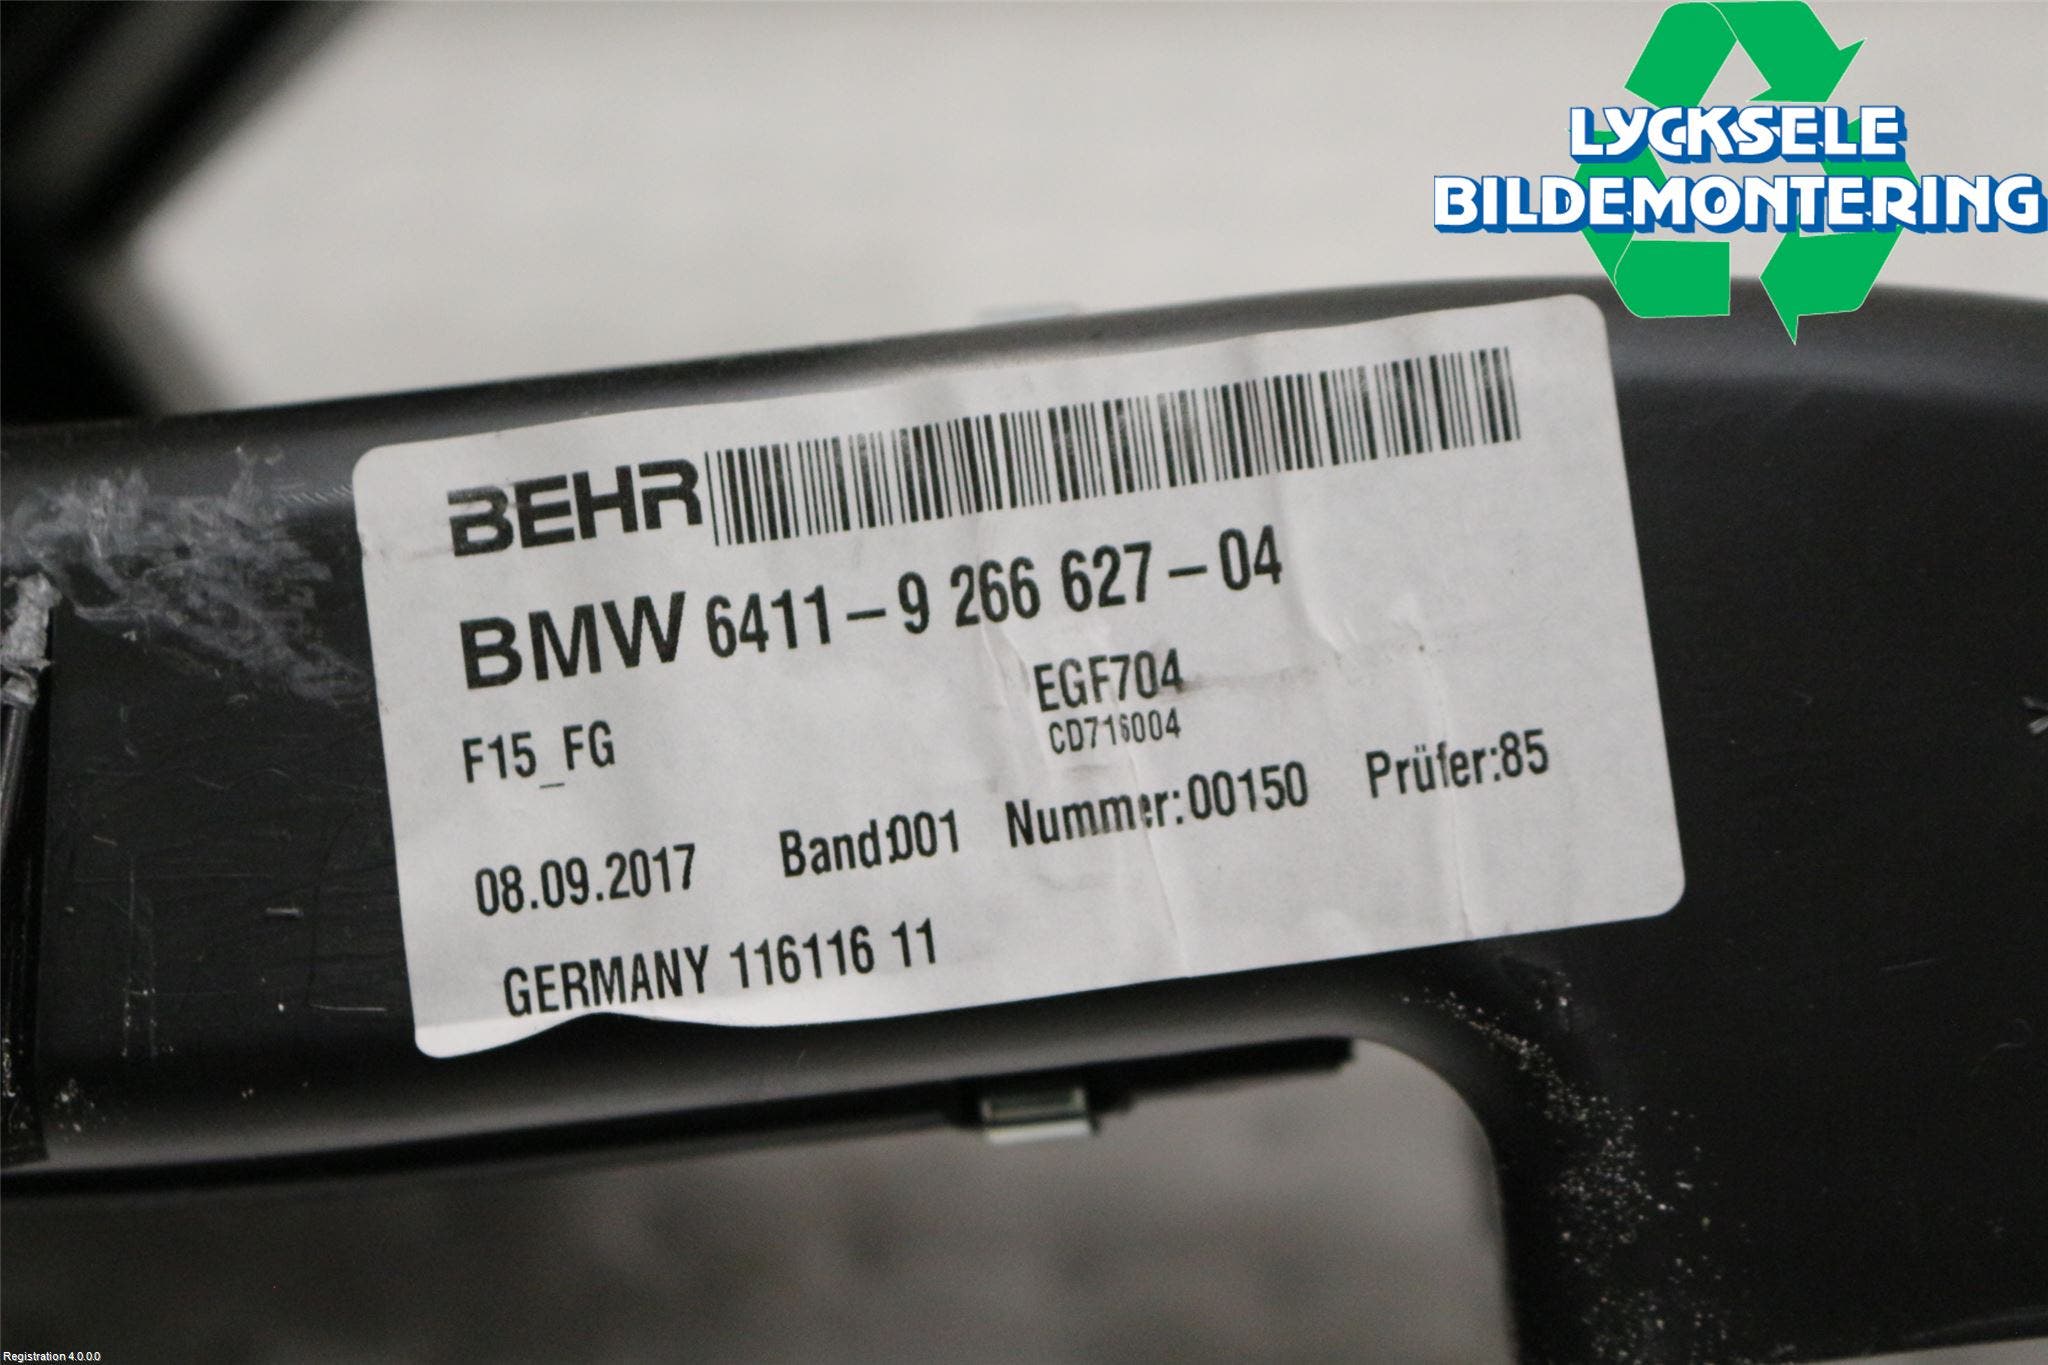 LYCKSELE
BILDEMONTERING
BEHR
BMW 6411-9 266 627-04
EGF704
F15_FG
CD716004
08.09.2017 Band:001 Nummer:00150 Prüfer:85
GERMANY 116116 11
Registration 4.0.0.0